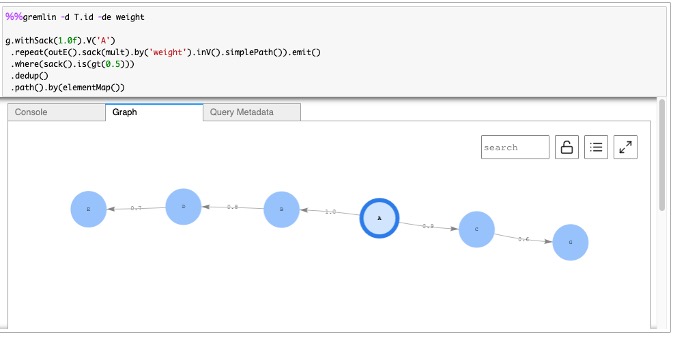 %%gremlin -d T.id -de weight
g.withSack(1.0f).V('A')
.repeat(outE().sack(mult).by('weight').inV().simplePath()).emit()
.where(sack().is(gt(0.5)))
.dedup()
.path().by(elementMap())
Console Graph Query Metadata
search
A
1.0
0.8
0.7
0.6